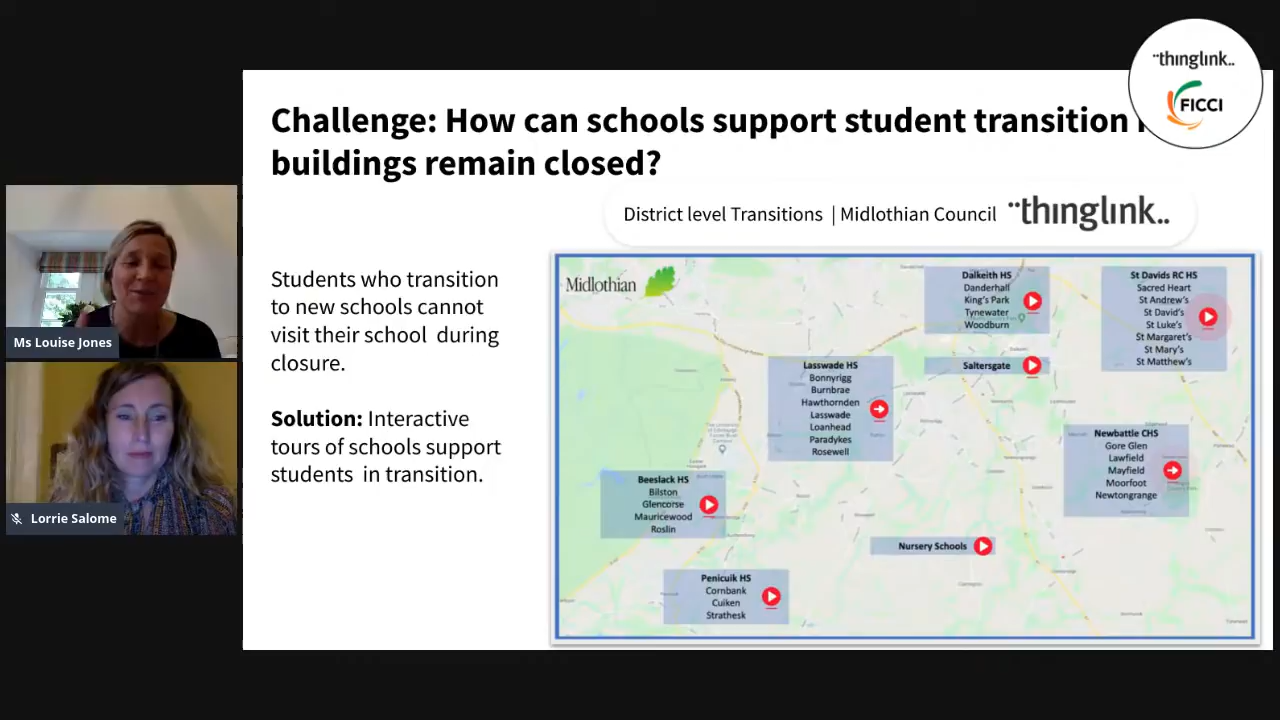 Challenge: How can schools support student transition
buildings remain closed?
¨thınglınk..
FICCI
District level Transitions | Midlothian Council
¨thınglınk..
Students who transition
to new schools cannot
visit their school during
closure.
Solution: Interactive
tours of schools support
students in transition.
Ms Louise Jones
Lorrie Salome
Midlothian
Dalkeith HS
Danderhall
King's Park
Tynewater
Woodburn
St Davids RC HS
Sacred Heart
St Andrew's
St David's
St Luke's
St Margaret's
St Mary's
St Matthew's
Saltersgate
Lasswade HS
Bonnyrigg
Burnbrae
Hawthornden
Lasswade
Loanhead
Paradykes
Rosewell
Newbattle CHS
Gore Glen
Lawfield
Mayfield
Moorfoot
Newtongrange
Beeslack HS
Bilston
Glencorse
Mauricewood
Roslin
Nursery Schools
Penicuik HS
Cornbank
Cuiken
Strathesk